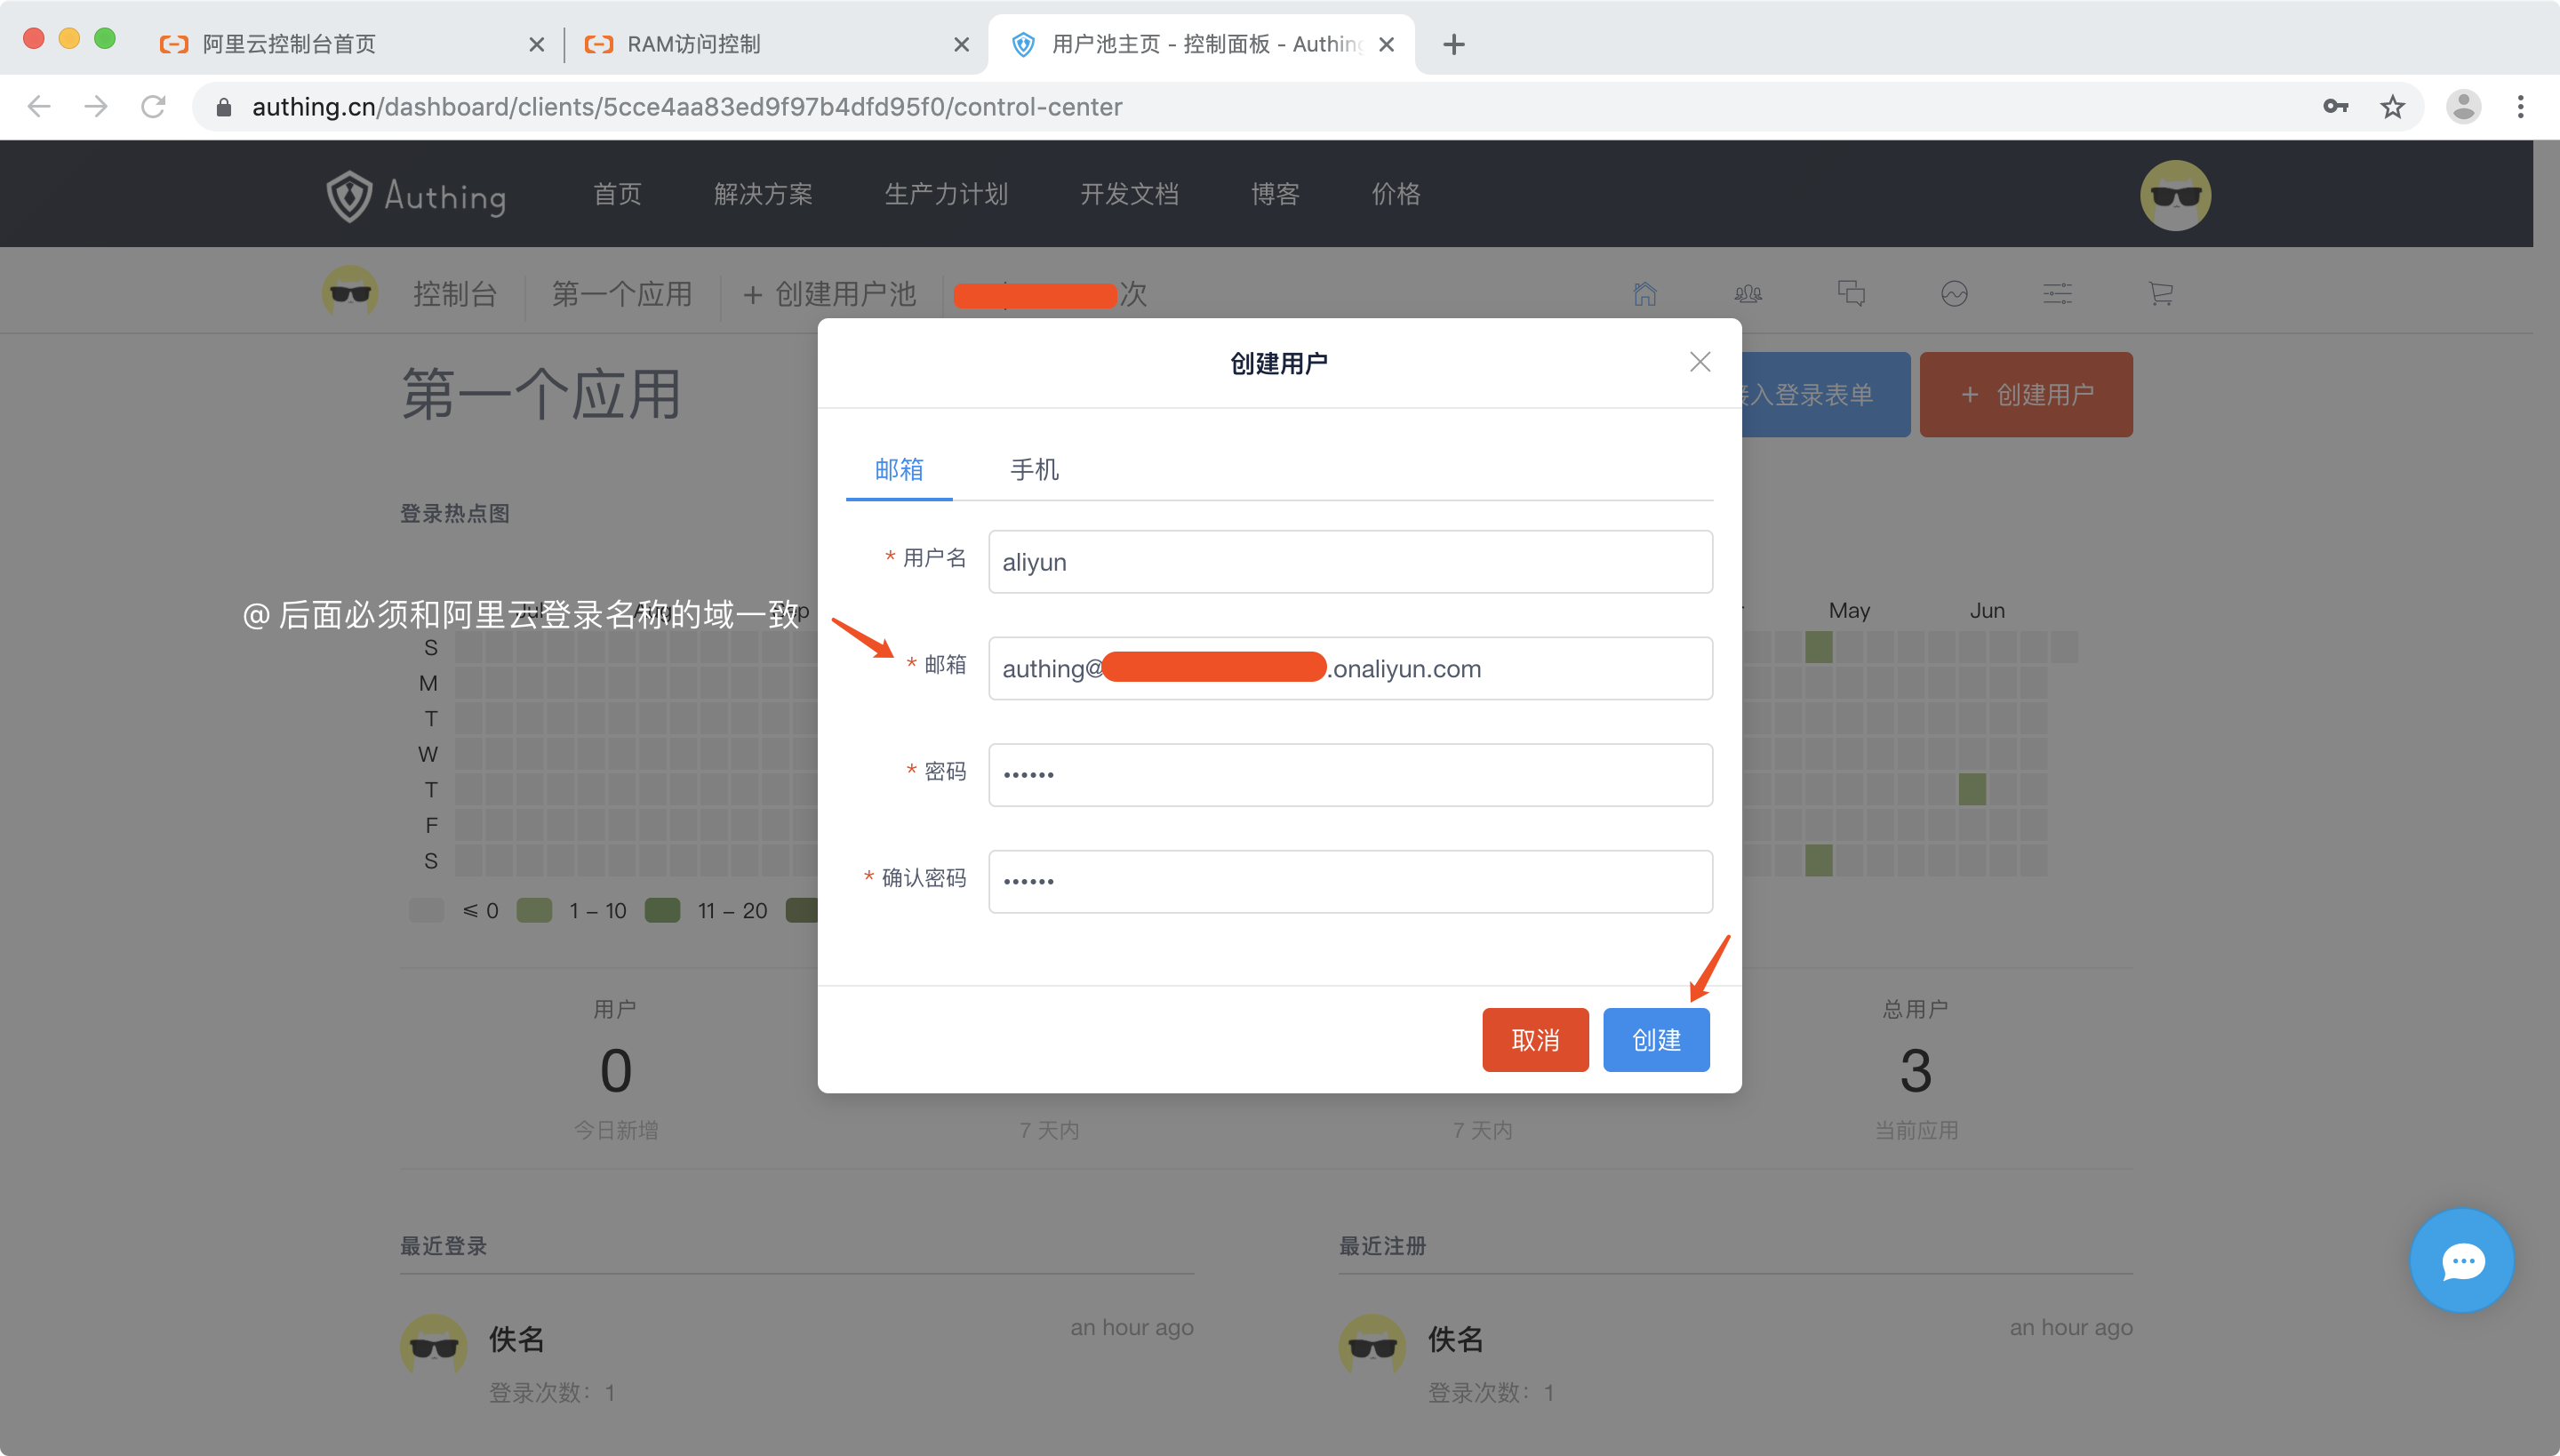 阿里云控制台首页
RAM访问控制
用户池主页 - 控制面板 - Authing
authing.cn/dashboard/clients/5cce4aa83ed9f97b4dfd95f0/control-center
Authing
首页
解决方案
生产力计划
开发文档
博客
价格
控制台
第一个应用
+ 创建用户池
次
第一个应用
接入登录表单
+ 创建用户
创建用户
邮箱
手机
登录热点图
* 用户名
aliyun
@ 后面必须和阿里云登录名称的域一致
Jul
Aug
Sep
May
Jun
* 邮箱
authing@
.onaliyun.com
S
M
T
W
T
F
S
* 密码
••••••
* 确认密码
••••••
≤ 0
1 – 10
11 – 20
取消
创建
用户
0
今日新增
7 天内
7 天内
总用户
3
当前应用
最近登录
佚名
an hour ago
登录次数：1
最近注册
佚名
an hour ago
登录次数：1